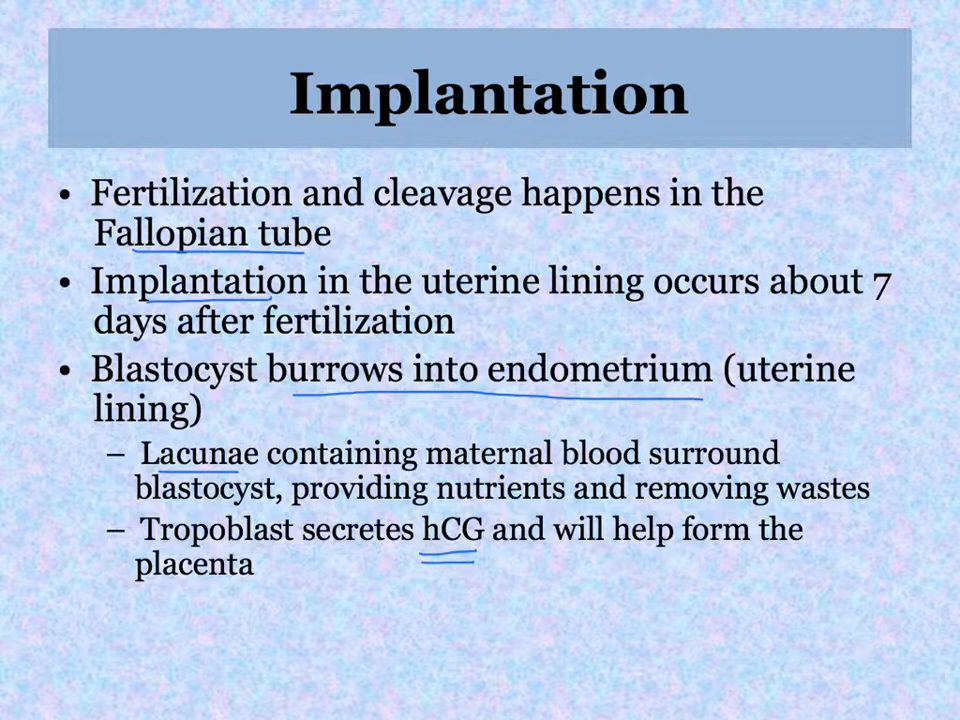 Implantation
• Fertilization and cleavage happens in the
Fallopian tube
• Implantation in the uterine lining occurs about 7
days after fertilization
• Blastocyst burrows into endometrium (uterine
lining)
– Lacunae containing maternal blood surround
blastocyst, providing nutrients and removing wastes
– Tropoblast secretes hCG and will help form the
placenta